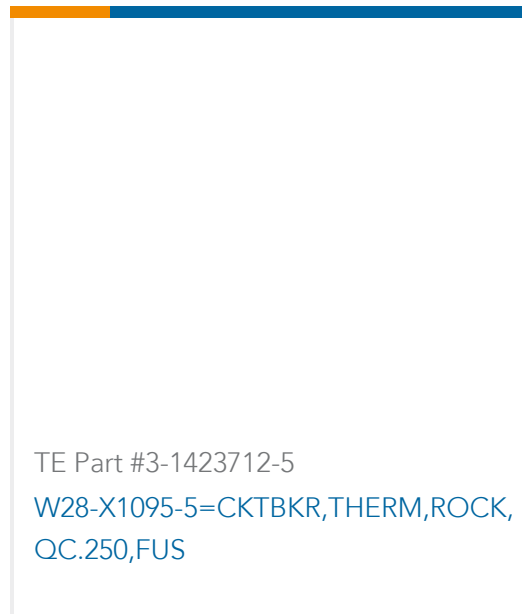 TE Part #3-1423712-5
W28-X1095-5=CKTBKR,THERM,ROCK,
QC.250,FUS